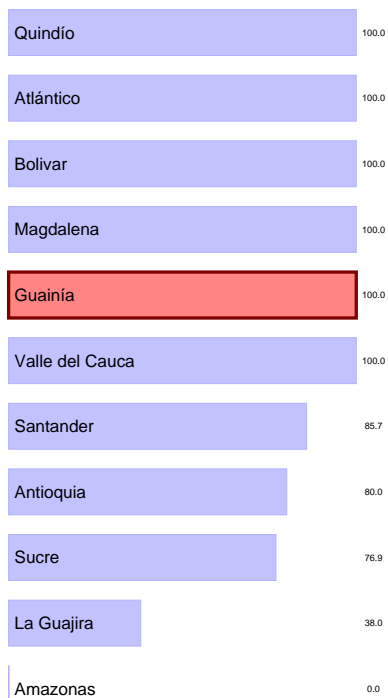 Quindío 100.0
Atlántico 100.0
Bolivar 100.0
Magdalena 100.0
Guainía 100.0
Valle del Cauca 100.0
Santander 85.7
Antioquia 80.0
Sucre 76.9
La Guajira 38.0
Amazonas 0.0